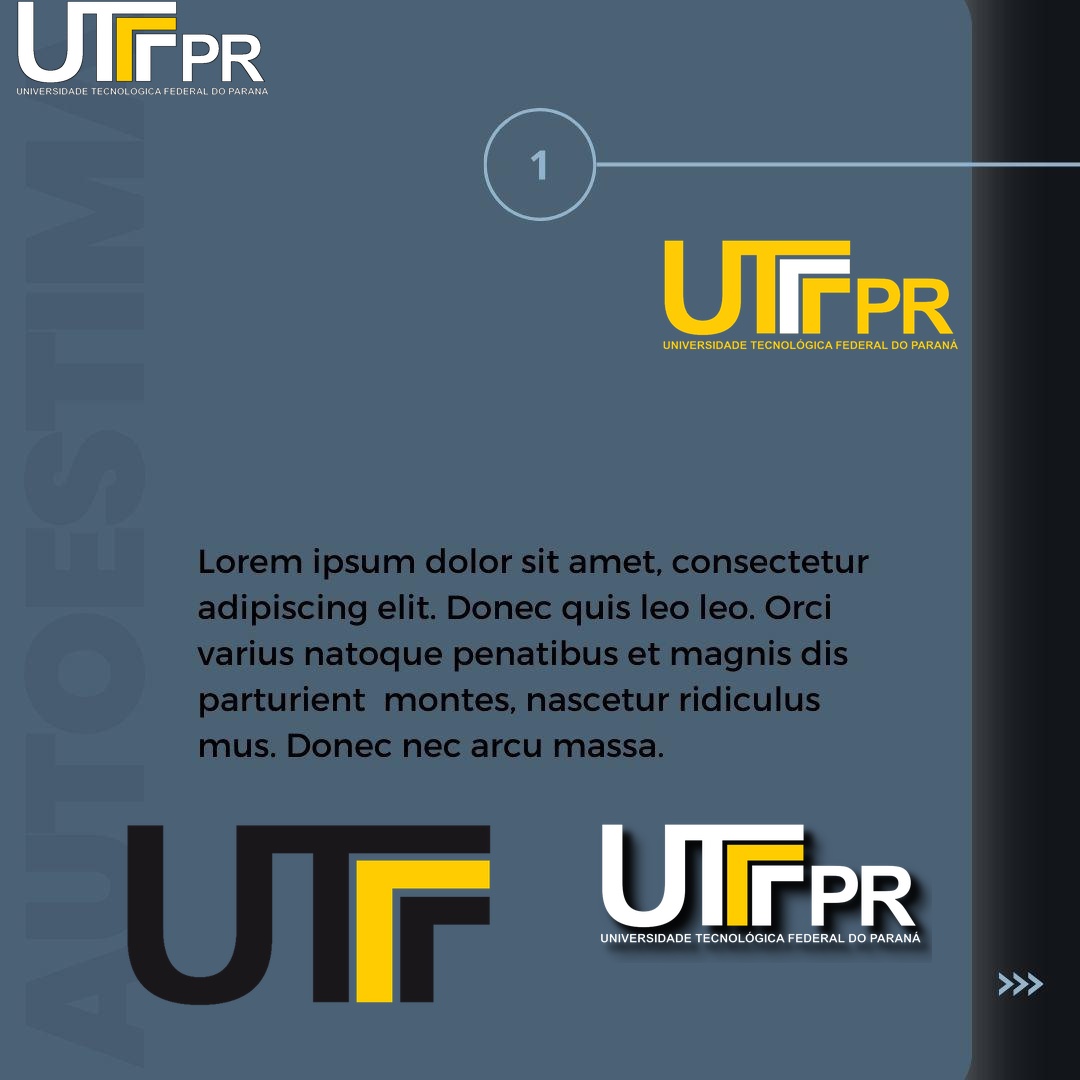 UTFPR
UNIVERSIDADE TECNOLOGICA FEDERAL DO PARANA
1
UTFPR
UNIVERSIDADE TECNOLÓGICA FEDERAL DO PARANÁ
AUTOESTIMA
Lorem ipsum dolor sit amet, consectetur
adipiscing elit. Donec quis leo leo. Orci
varius natoque penatibus et magnis dis
parturient  montes, nascetur ridiculus
mus. Donec nec arcu massa.
UTF
UTFPR
UNIVERSIDADE TECNOLÓGICA FEDERAL DO PARANÁ
>>>